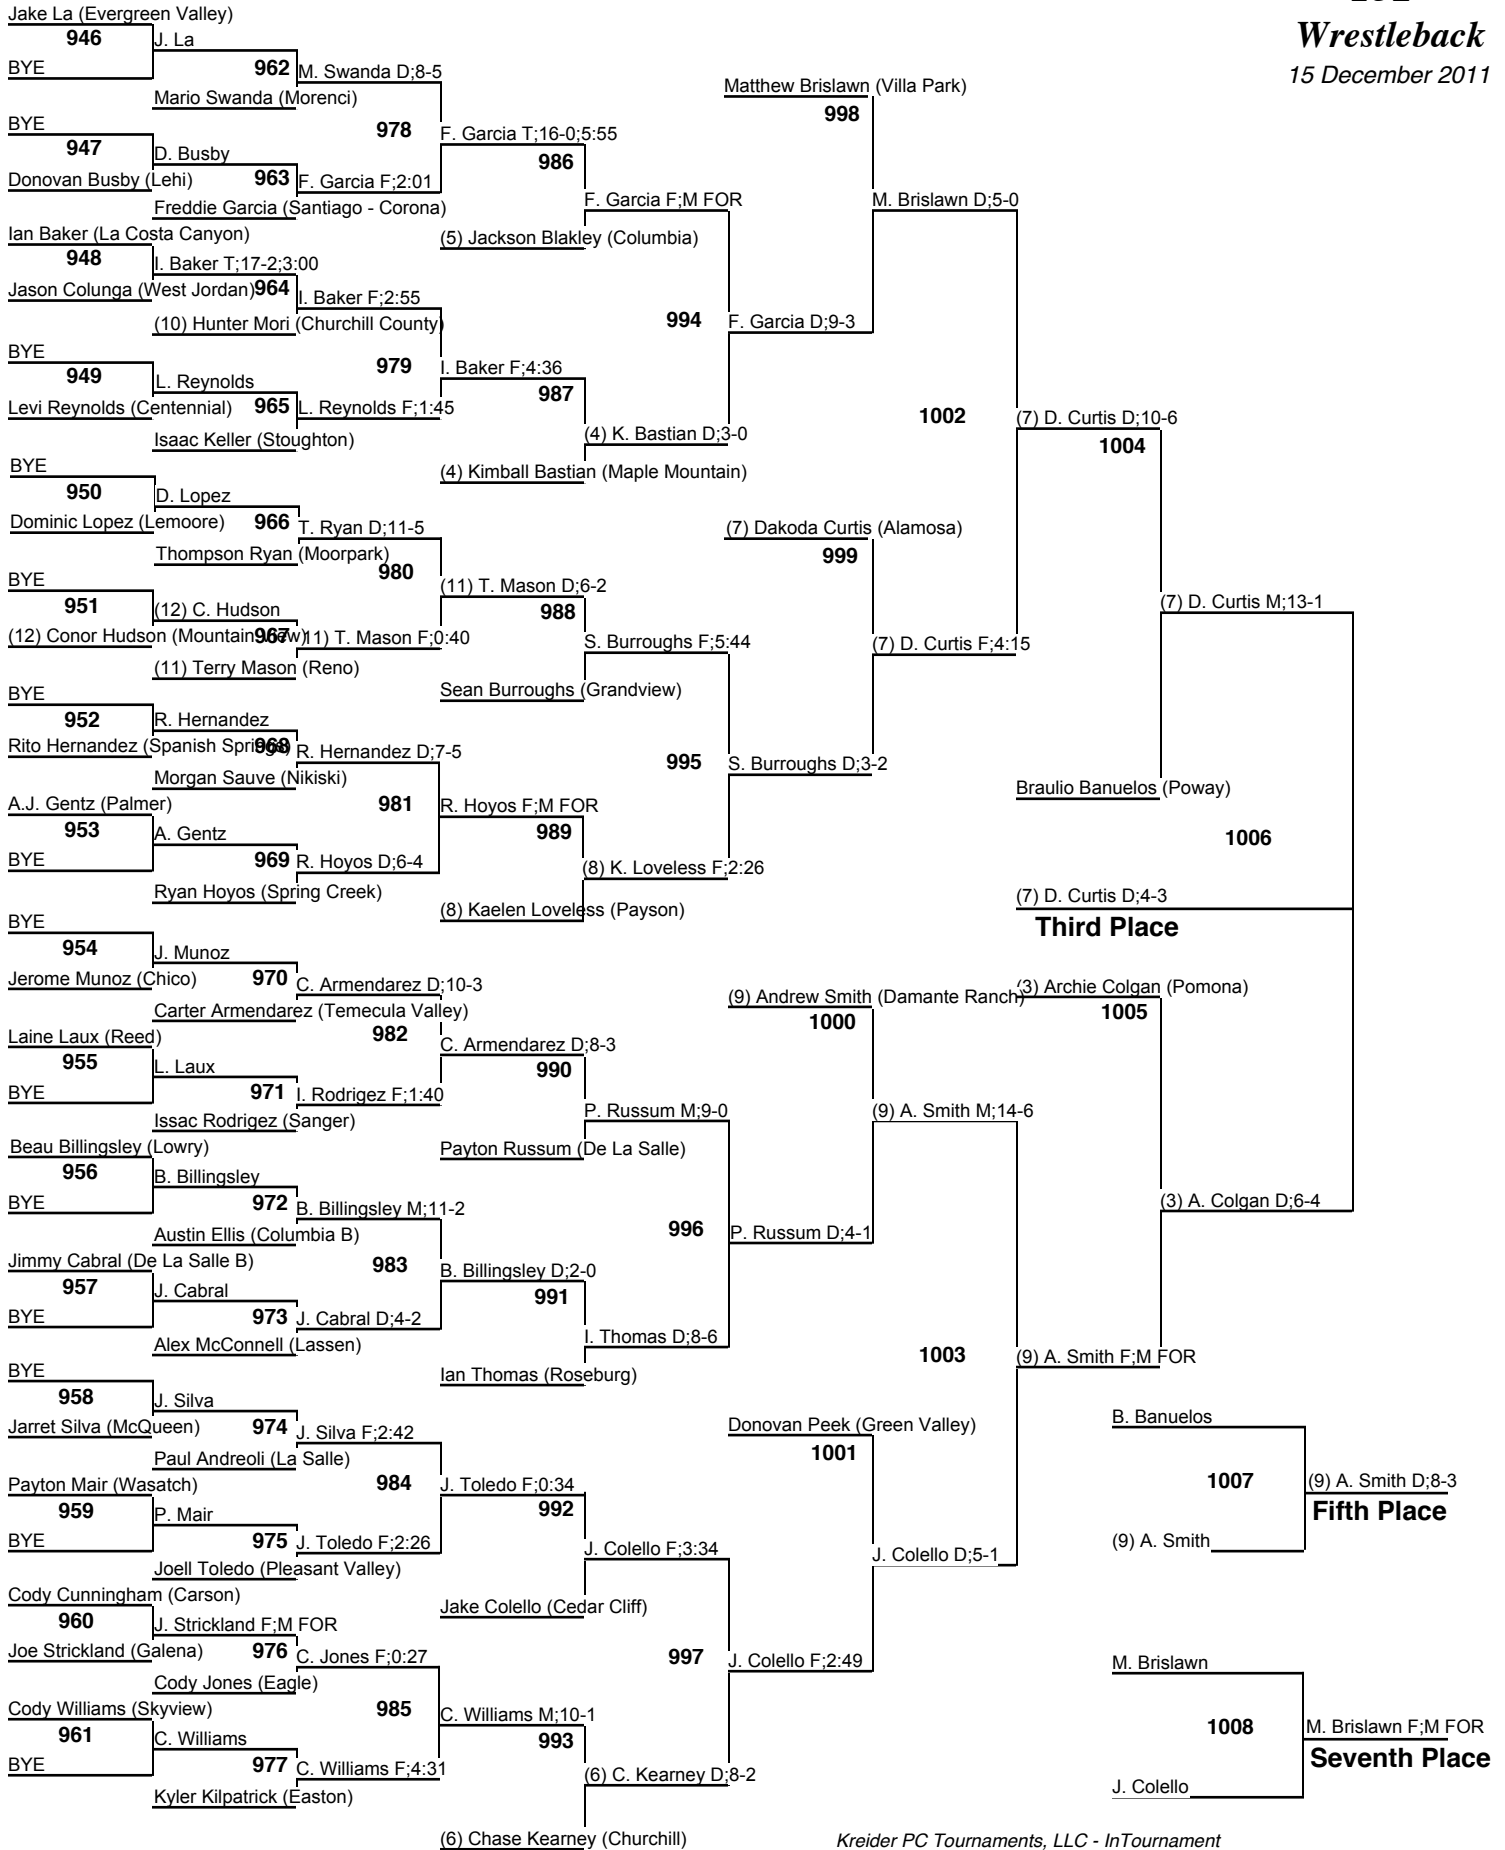 Wrestleback
15 December 2011
Jake La (Evergreen Valley)
946
J. La
BYE
962
M. Swanda D;8-5
Mario Swanda (Morenci)
978
BYE
947
D. Busby
Donovan Busby (Lehi)
963
F. Garcia F;2:01
Freddie Garcia (Santiago - Corona)
F. Garcia T;16-0;5:55
986
F. Garcia F;M FOR
(5) Jackson Blakley (Columbia)
Ian Baker (La Costa Canyon)
948
I. Baker T;17-2;3:00
Jason Colunga (West Jordan)
964
I. Baker F;2:55
(10) Hunter Mori (Churchill County)
979
BYE
949
L. Reynolds
Levi Reynolds (Centennial)
965
L. Reynolds F;1:45
Isaac Keller (Stoughton)
I. Baker F;4:36
987
(4) K. Bastian D;3-0
(4) Kimball Bastian (Maple Mountain)
994
F. Garcia D;9-3
Matthew Brislawn (Villa Park)
998
M. Brislawn D;5-0
BYE
950
D. Lopez
Dominic Lopez (Lemoore)
966
T. Ryan D;11-5
Thompson Ryan (Moorpark)
980
BYE
951
(12) C. Hudson
(12) Conor Hudson (Mountain View)
967
(11) T. Mason F;0:40
(11) Terry Mason (Reno)
(11) T. Mason D;6-2
988
S. Burroughs F;5:44
Sean Burroughs (Grandview)
BYE
952
R. Hernandez
Rito Hernandez (Spanish Springs)
968
R. Hernandez D;7-5
Morgan Sauve (Nikiski)
981
A.J. Gentz (Palmer)
953
A. Gentz
BYE
969
R. Hoyos D;6-4
Ryan Hoyos (Spring Creek)
R. Hoyos F;M FOR
989
(8) K. Loveless F;2:26
(8) Kaelen Loveless (Payson)
995
S. Burroughs D;3-2
(7) Dakoda Curtis (Alamosa)
999
(7) D. Curtis F;4:15
1002
(7) D. Curtis D;10-6
1004
(7) D. Curtis M;13-1
Braulio Banuelos (Poway)
1006
(7) D. Curtis D;4-3
Third Place
BYE
954
J. Munoz
Jerome Munoz (Chico)
970
C. Armendarez D;10-3
Carter Armendarez (Temecula Valley)
982
Laine Laux (Reed)
955
L. Laux
BYE
971
I. Rodrigez F;1:40
Issac Rodrigez (Sanger)
C. Armendarez D;8-3
990
P. Russum M;9-0
Payton Russum (De La Salle)
Beau Billingsley (Lowry)
956
B. Billingsley
BYE
972
B. Billingsley M;11-2
Austin Ellis (Columbia B)
983
Jimmy Cabral (De La Salle B)
957
J. Cabral
BYE
973
J. Cabral D;4-2
Alex McConnell (Lassen)
B. Billingsley D;2-0
991
I. Thomas D;8-6
Ian Thomas (Roseburg)
996
P. Russum D;4-1
(9) Andrew Smith (Damante Ranch)
1000
(9) A. Smith M;14-6
(3) Archie Colgan (Pomona)
1005
(3) A. Colgan D;6-4
BYE
958
J. Silva
Jarret Silva (McQueen)
974
J. Silva F;2:42
Paul Andreoli (La Salle)
984
Payton Mair (Wasatch)
959
P. Mair
BYE
975
J. Toledo F;2:26
Joell Toledo (Pleasant Valley)
J. Toledo F;0:34
992
J. Colello F;3:34
Jake Colello (Cedar Cliff)
Cody Cunningham (Carson)
960
J. Strickland F;M FOR
Joe Strickland (Galena)
976
C. Jones F;0:27
Cody Jones (Eagle)
985
Cody Williams (Skyview)
961
C. Williams
BYE
977
C. Williams F;4:31
Kyler Kilpatrick (Easton)
C. Williams M;10-1
993
(6) C. Kearney D;8-2
(6) Chase Kearney (Churchill)
997
J. Colello F;2:49
Donovan Peek (Green Valley)
1001
J. Colello D;5-1
1003
(9) A. Smith F;M FOR
B. Banuelos
1007
(9) A. Smith D;8-3
Fifth Place
(9) A. Smith
M. Brislawn
1008
M. Brislawn F;M FOR
Seventh Place
J. Colello
Kreider PC Tournaments, LLC - InTournament